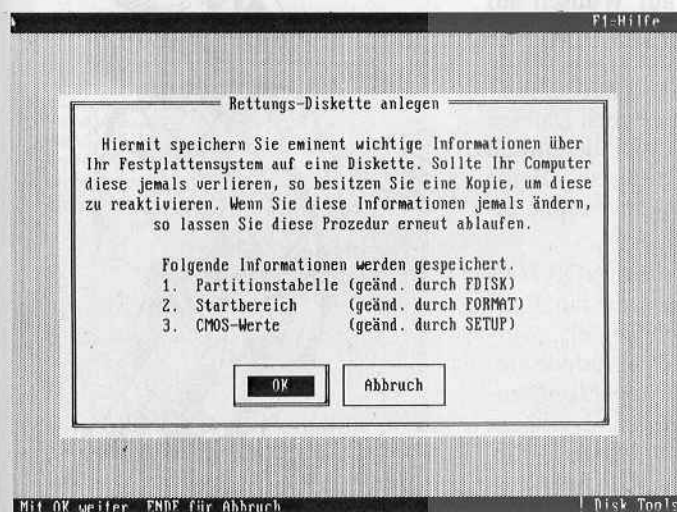 F1=Hilfe
Rettungs-Diskette anlegen
Hiermit speichern Sie eminent wichtige Informationen über
Ihr Festplattensystem auf eine Diskette. Sollte Ihr Computer
diese jemals verlieren, so besitzen Sie eine Kopie, um diese
zu reaktivieren. Wenn Sie diese Informationen jemals ändern,
so lassen Sie diese Prozedur erneut ablaufen.
Folgende Informationen werden gespeichert.
1. Partitionstabelle (geänd. durch FDISK)
2. Startbereich (geänd. durch FORMAT)
3. CMOS-Werte (geänd. durch SETUP)
OK Abbruch
Mit OK weiter ENDE für Abbruch | Disk Tools